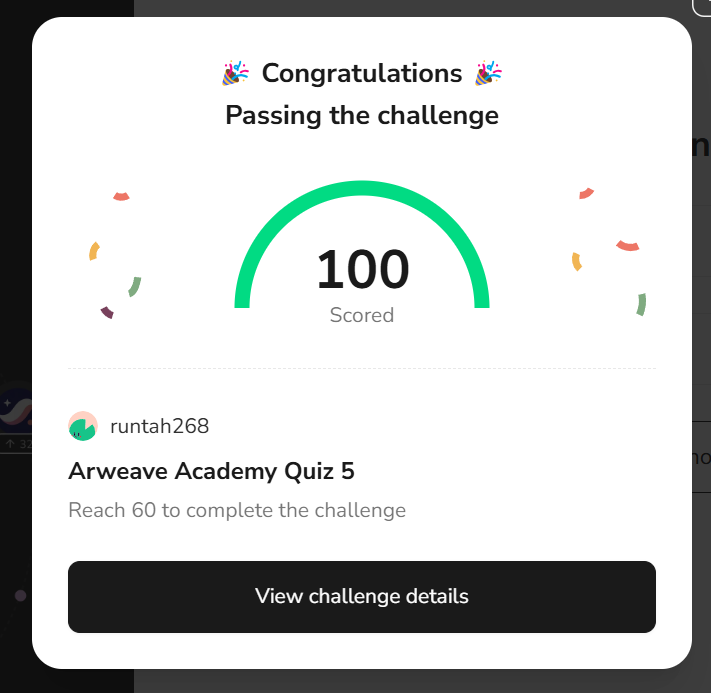 🎉 Congratulations 🎉
Passing the challenge
100
Scored
runtah268
Arweave Academy Quiz 5
Reach 60 to complete the challenge
View challenge details